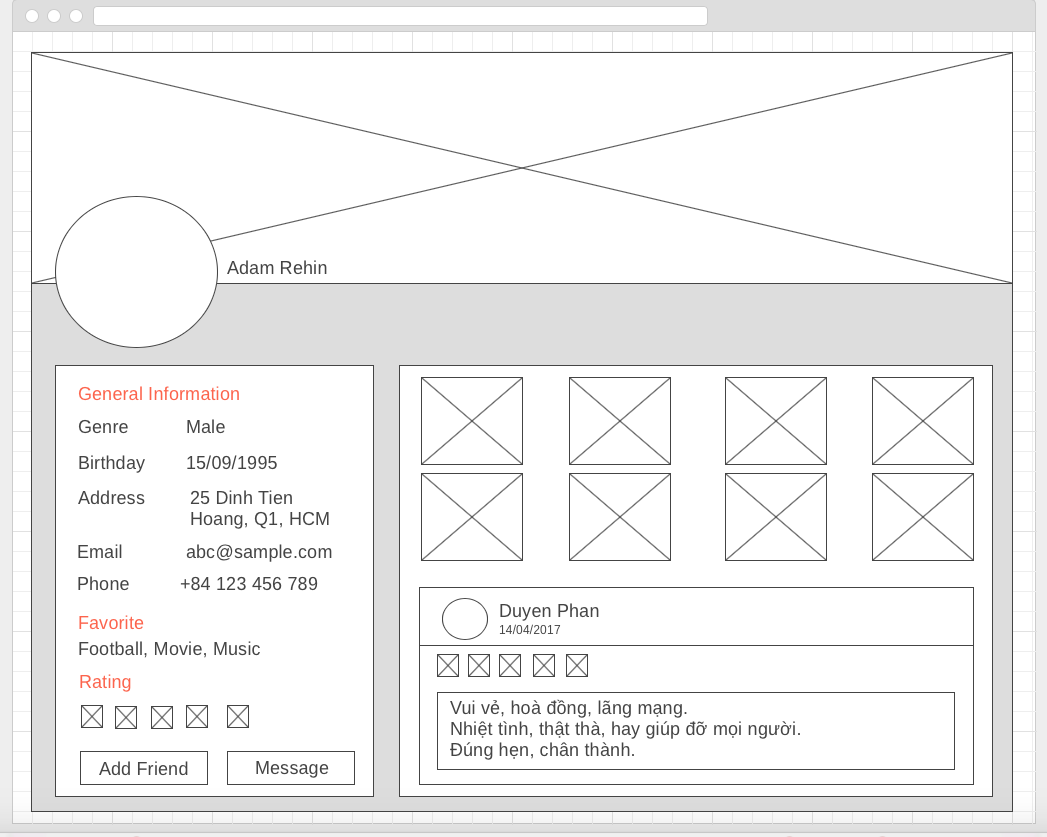 Adam Rehin
General Information
Genre Male
Birthday 15/09/1995
Address 25 Dinh Tien
Hoang, Q1, HCM
Email abc@sample.com
Phone +84 123 456 789
Favorite
Football, Movie, Music
Rating
Add Friend Message
Duyen Phan
14/04/2017
Vui vẻ, hoà đồng, lãng mạng.
Nhiệt tình, thật thà, hay giúp đỡ mọi người.
Đúng hẹn, chân thành.